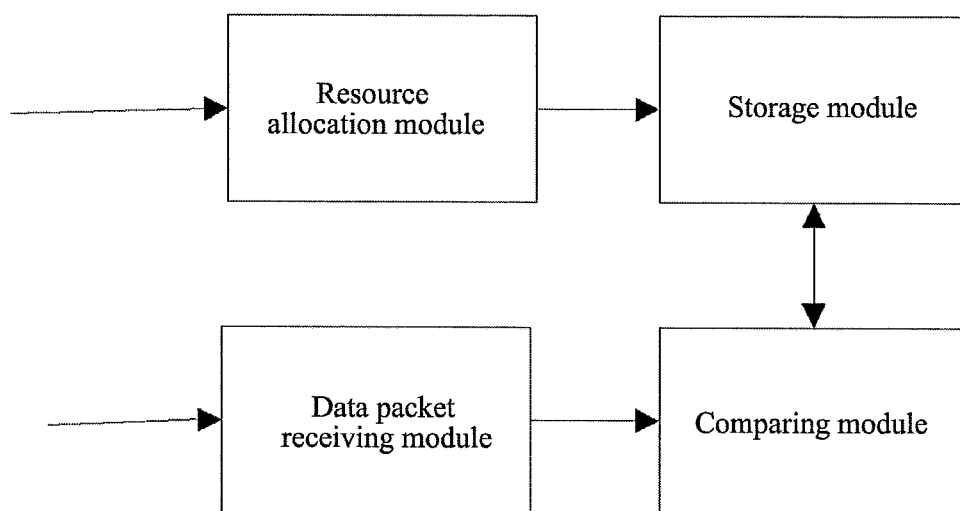 Resource
allocation module
Storage module
Data packet
receiving module
Comparing module